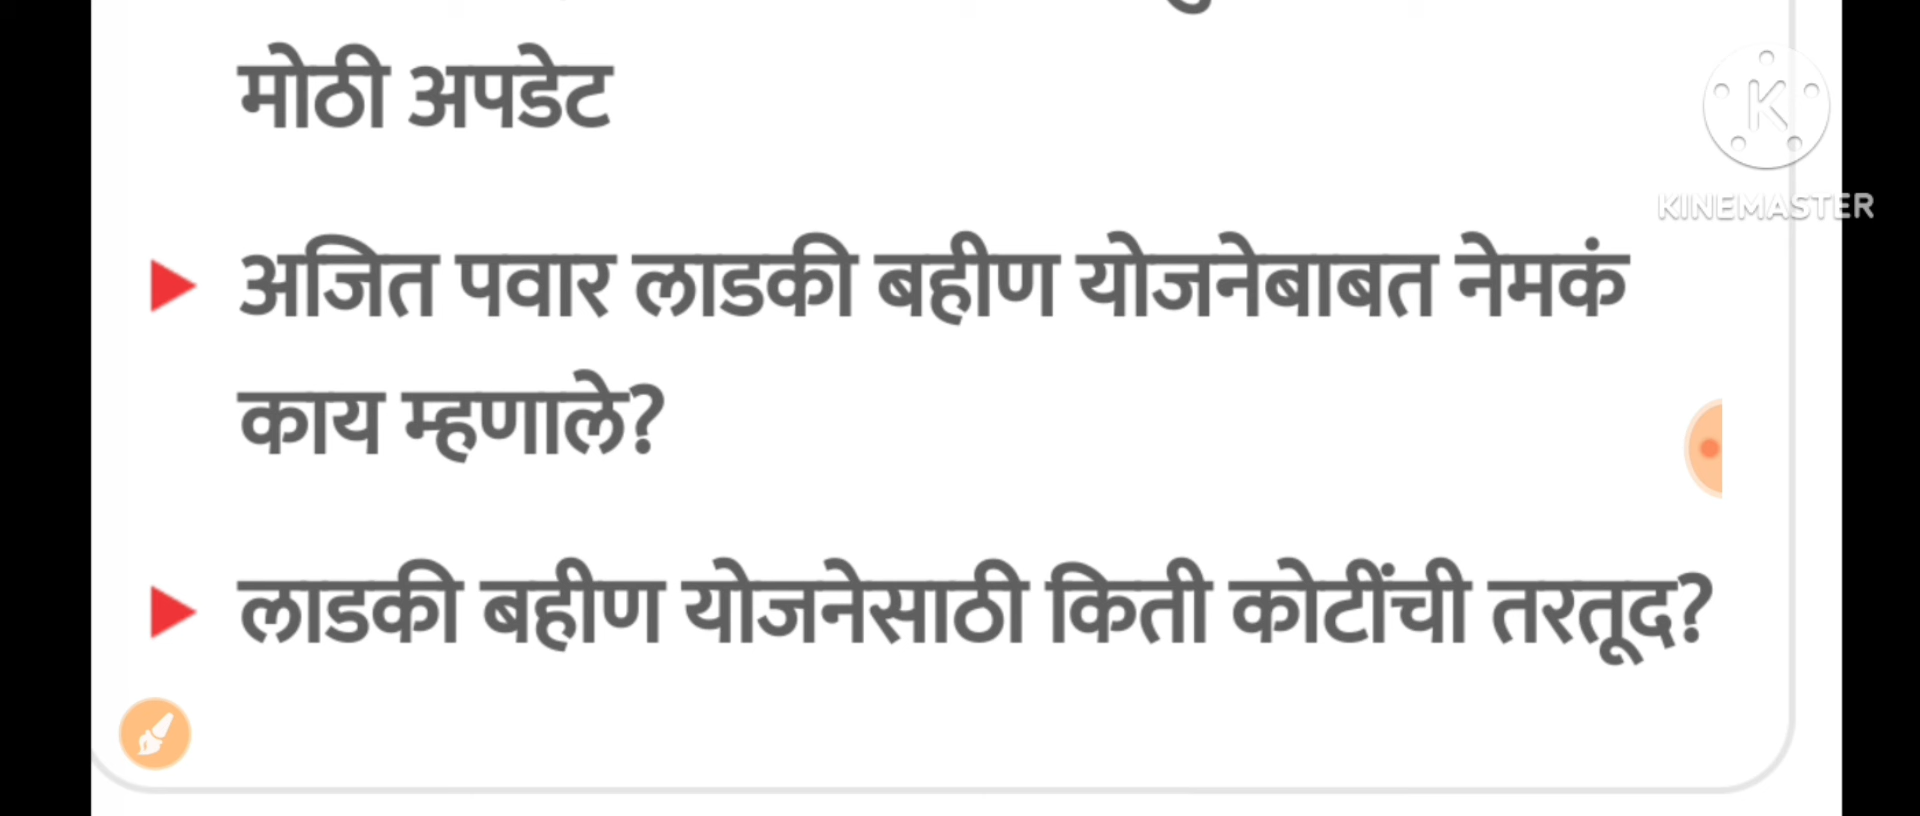 मोठी अपडेट
KINEMASTER
अजित पवार लाडकी बहीण योजनेबाबत नेमकं
काय म्हणाले?
लाडकी बहीण योजनेसाठी किती कोटींची तरतूद?